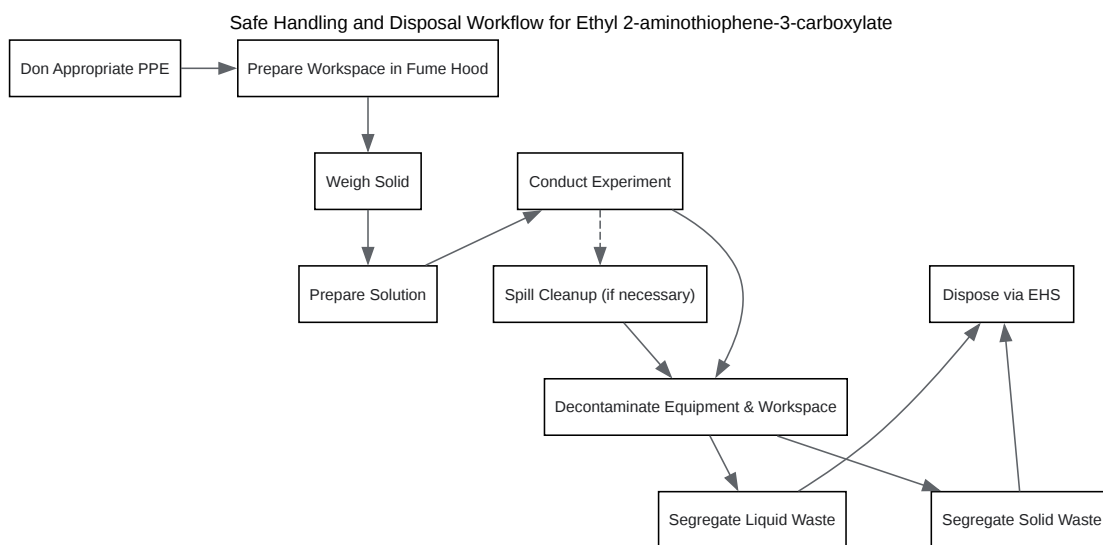 Safe Handling and Disposal Workflow for Ethyl 2-aminothiophene-3-carboxylate
Don Appropriate PPE
Prepare Workspace in Fume Hood
Weigh Solid
Conduct Experiment
Prepare Solution
Spill Cleanup (if necessary)
Dispose via EHS
Decontaminate Equipment & Workspace
Segregate Liquid Waste
Segregate Solid Waste